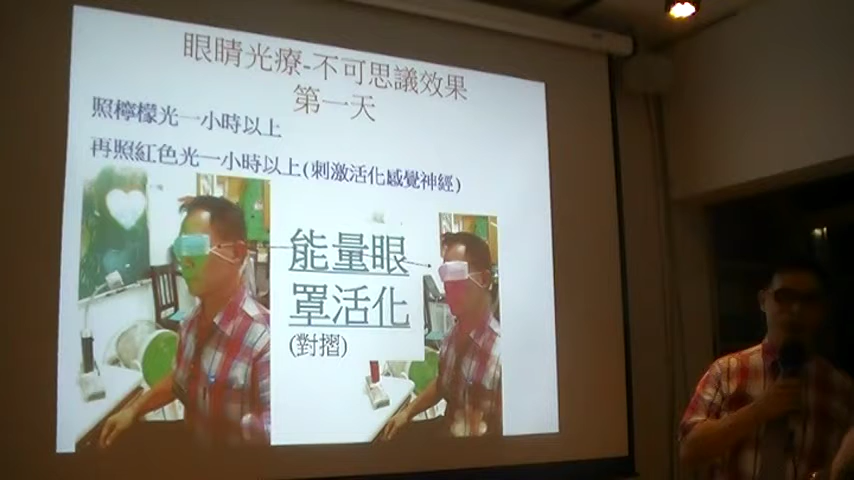 眼睛光療-不可思議效果
第一天
照檸檬光一小時以上
再照紅色光一小時以上(刺激活化感覺神經)
能量眼
罩活化
(對摺)